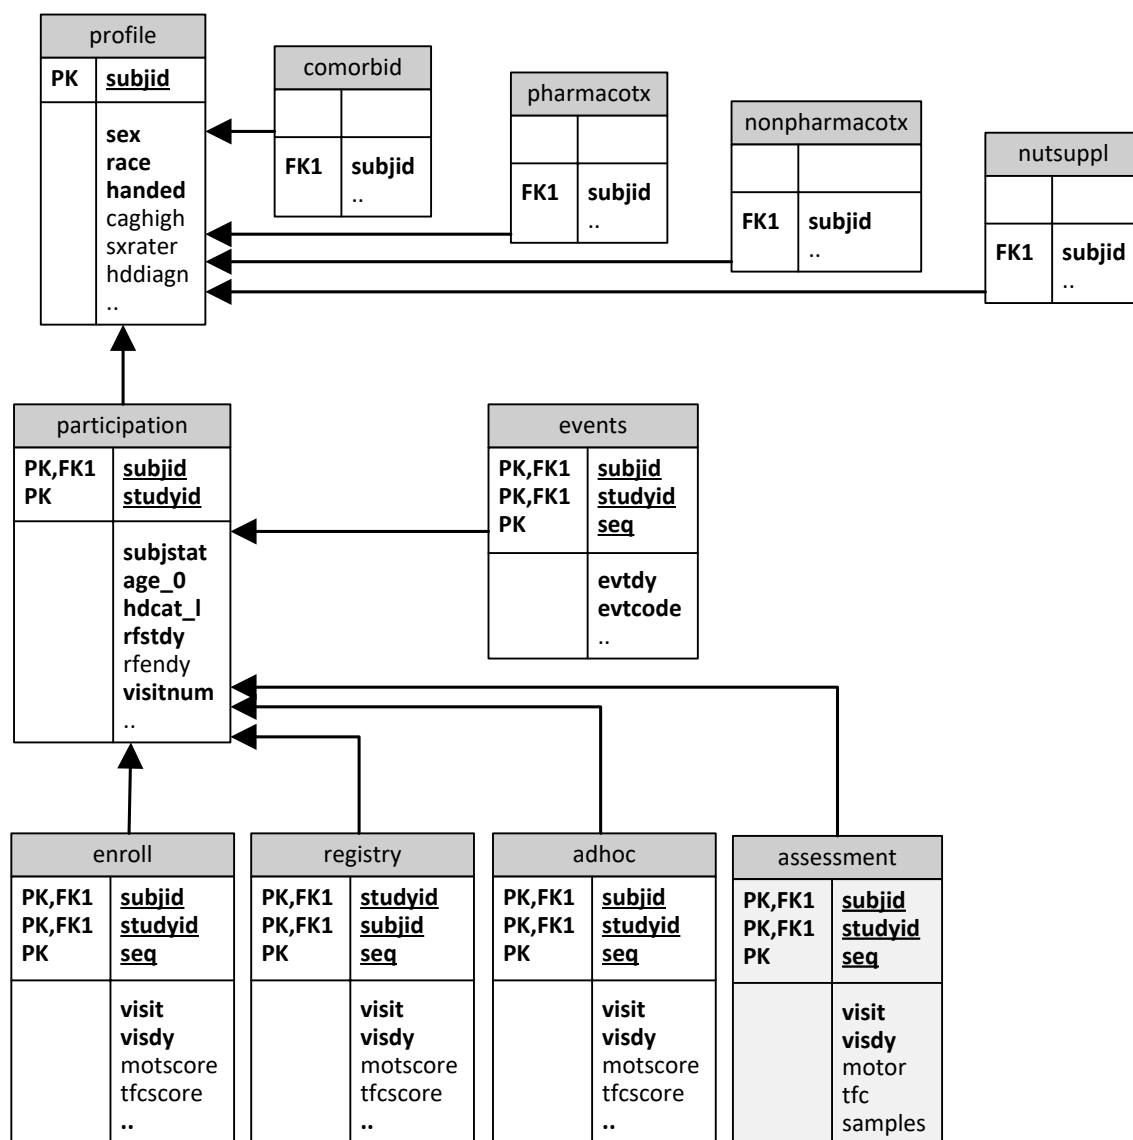 profile
PK subjid
sex
race
handed
caghigh
sxrater
hddiagn
..
comorbid
FK1 subjid
..
pharmacotx
FK1 subjid
..
nonpharmacotx
FK1 subjid
..
nutsuppl
FK1 subjid
..
participation
PK,FK1 subjid
PK studyid
subjstat
age_0
hdcat_l
rfstdy
rfendy
visitnum
..
events
PK,FK1 subjid
PK,FK1 studyid
PK seq
evtdy
evtcode
..
enroll
PK,FK1 subjid
PK,FK1 studyid
PK seq
visit
visdy
motscore
tfcscore
..
registry
PK,FK1 studyid
PK,FK1 subjid
PK seq
visit
visdy
motscore
tfcscore
..
adhoc
PK,FK1 subjid
PK,FK1 studyid
PK seq
visit
visdy
motscore
tfcscore
..
assessment
PK,FK1 subjid
PK,FK1 studyid
PK seq
visit
visdy
motor
tfc
samples